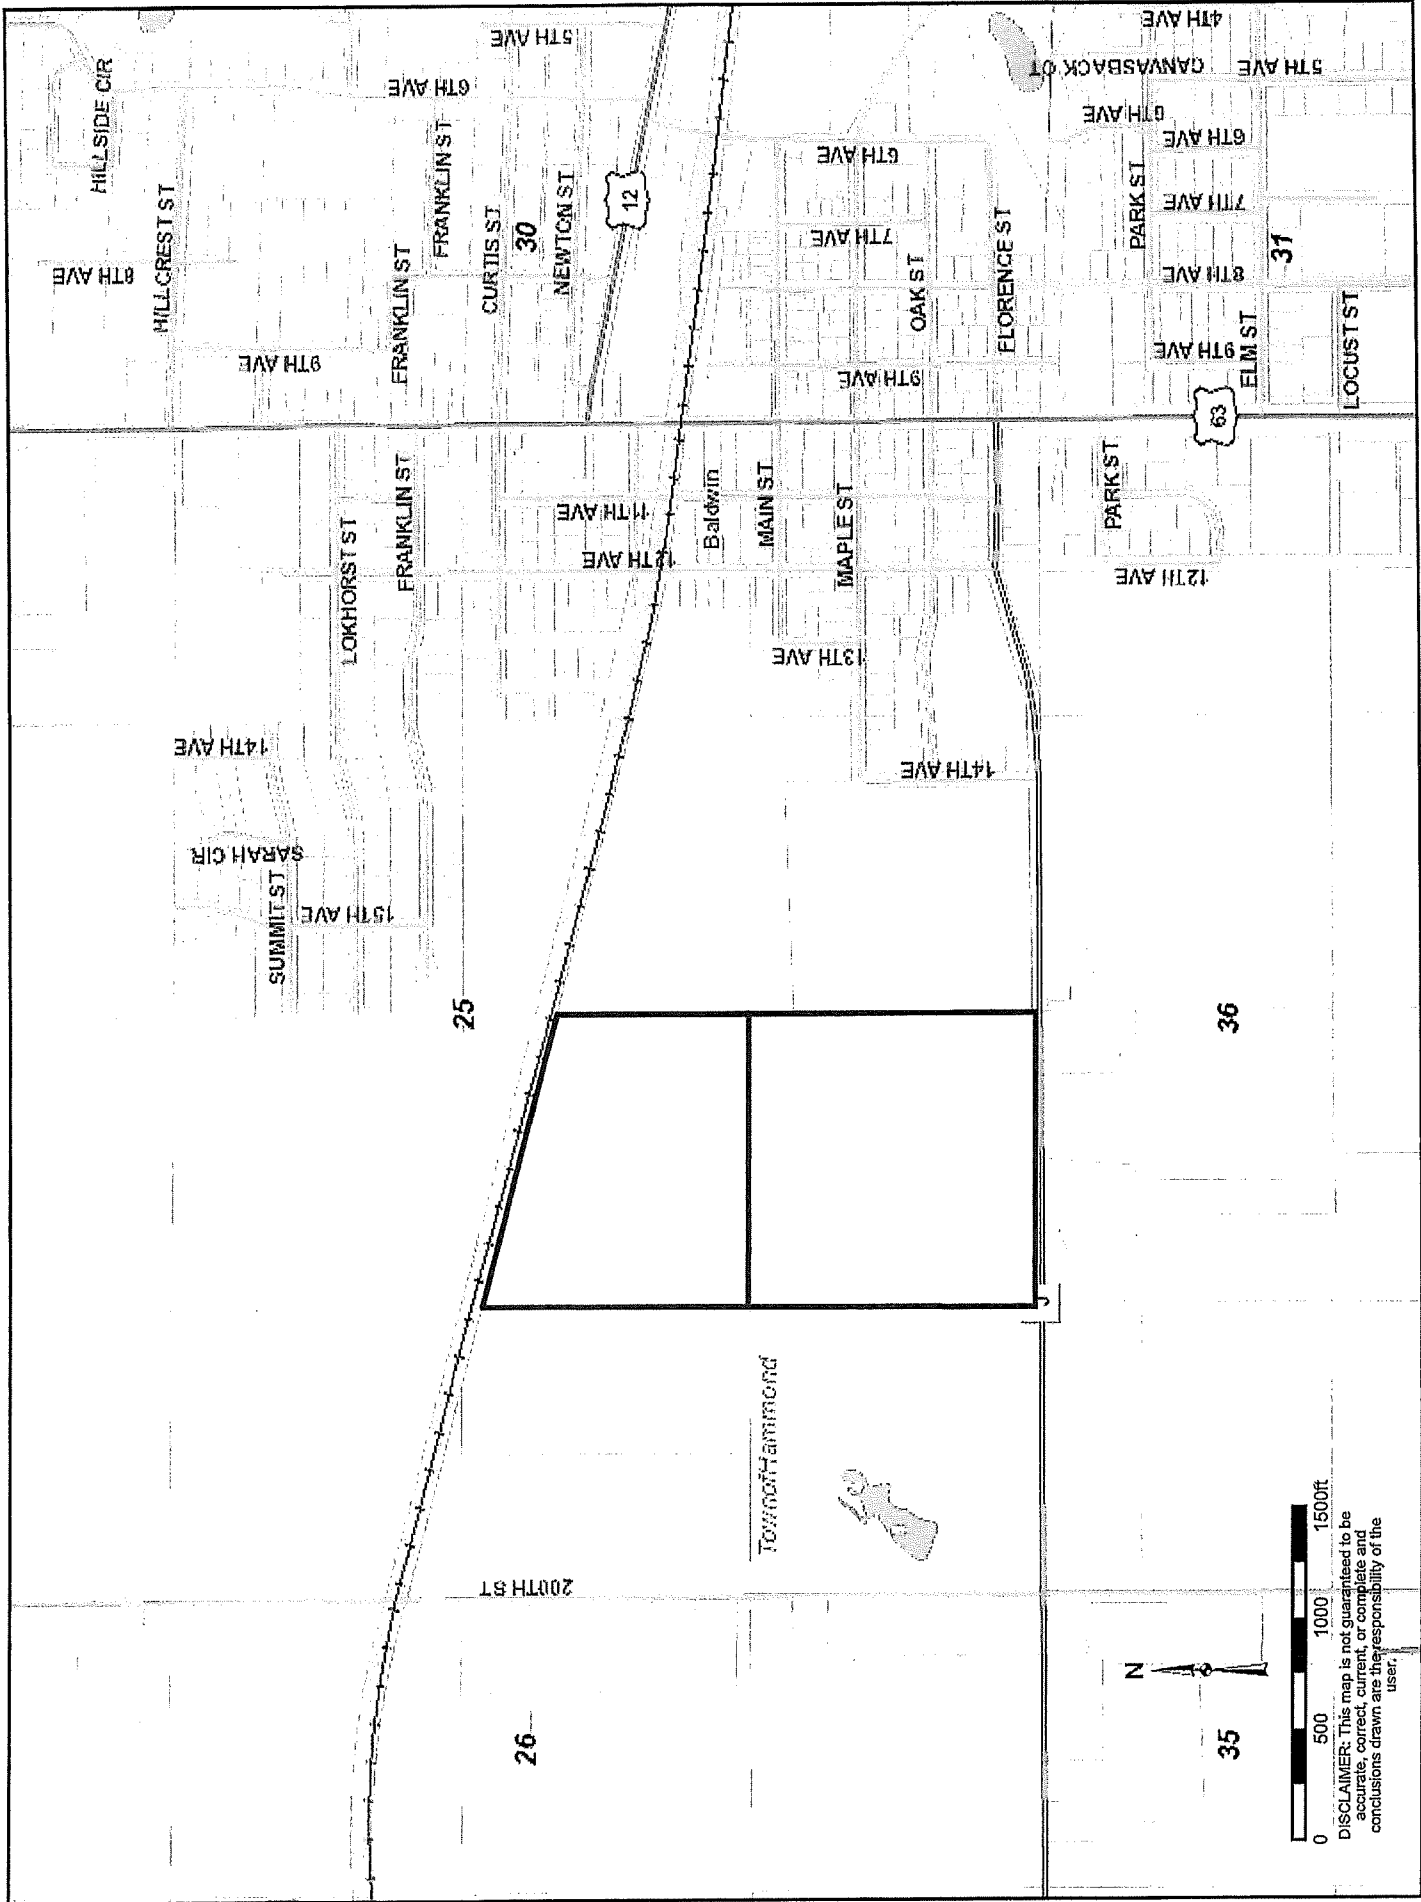 HILLSIDE CIR
8TH AVE
HILLCREST ST
14TH AVE
SARAH CIR
SUMMIT ST
9TH AVE
15TH AVE
LOKHORST ST
FRANKLIN ST
FRANKLIN ST
6TH AVE
FRANKLIN ST
25
CURTIS ST
200TH ST
26
30
5TH AVE
NEWTON ST
11TH AVE
12TH AVE
12
Baldwin
MAIN ST
Town of Hammond
13TH AVE
MAPLE ST
7TH AVE
6TH AVE
9TH AVE
OAK ST
14TH AVE
FLORENCE ST
J
PARK ST
CANVASBACK CT
6TH AVE
N
PARK ST
12TH AVE
4TH AVE
9TH AVE
8TH AVE
7TH AVE
6TH AVE
63
35
36
ELM ST
5TH AVE
31
0 500 1000 1500ft
LOCUST ST
DISCLAIMER: This map is not guaranteed to be
accurate, correct, current, or complete and
conclusions drawn are the responsibility of the
user.